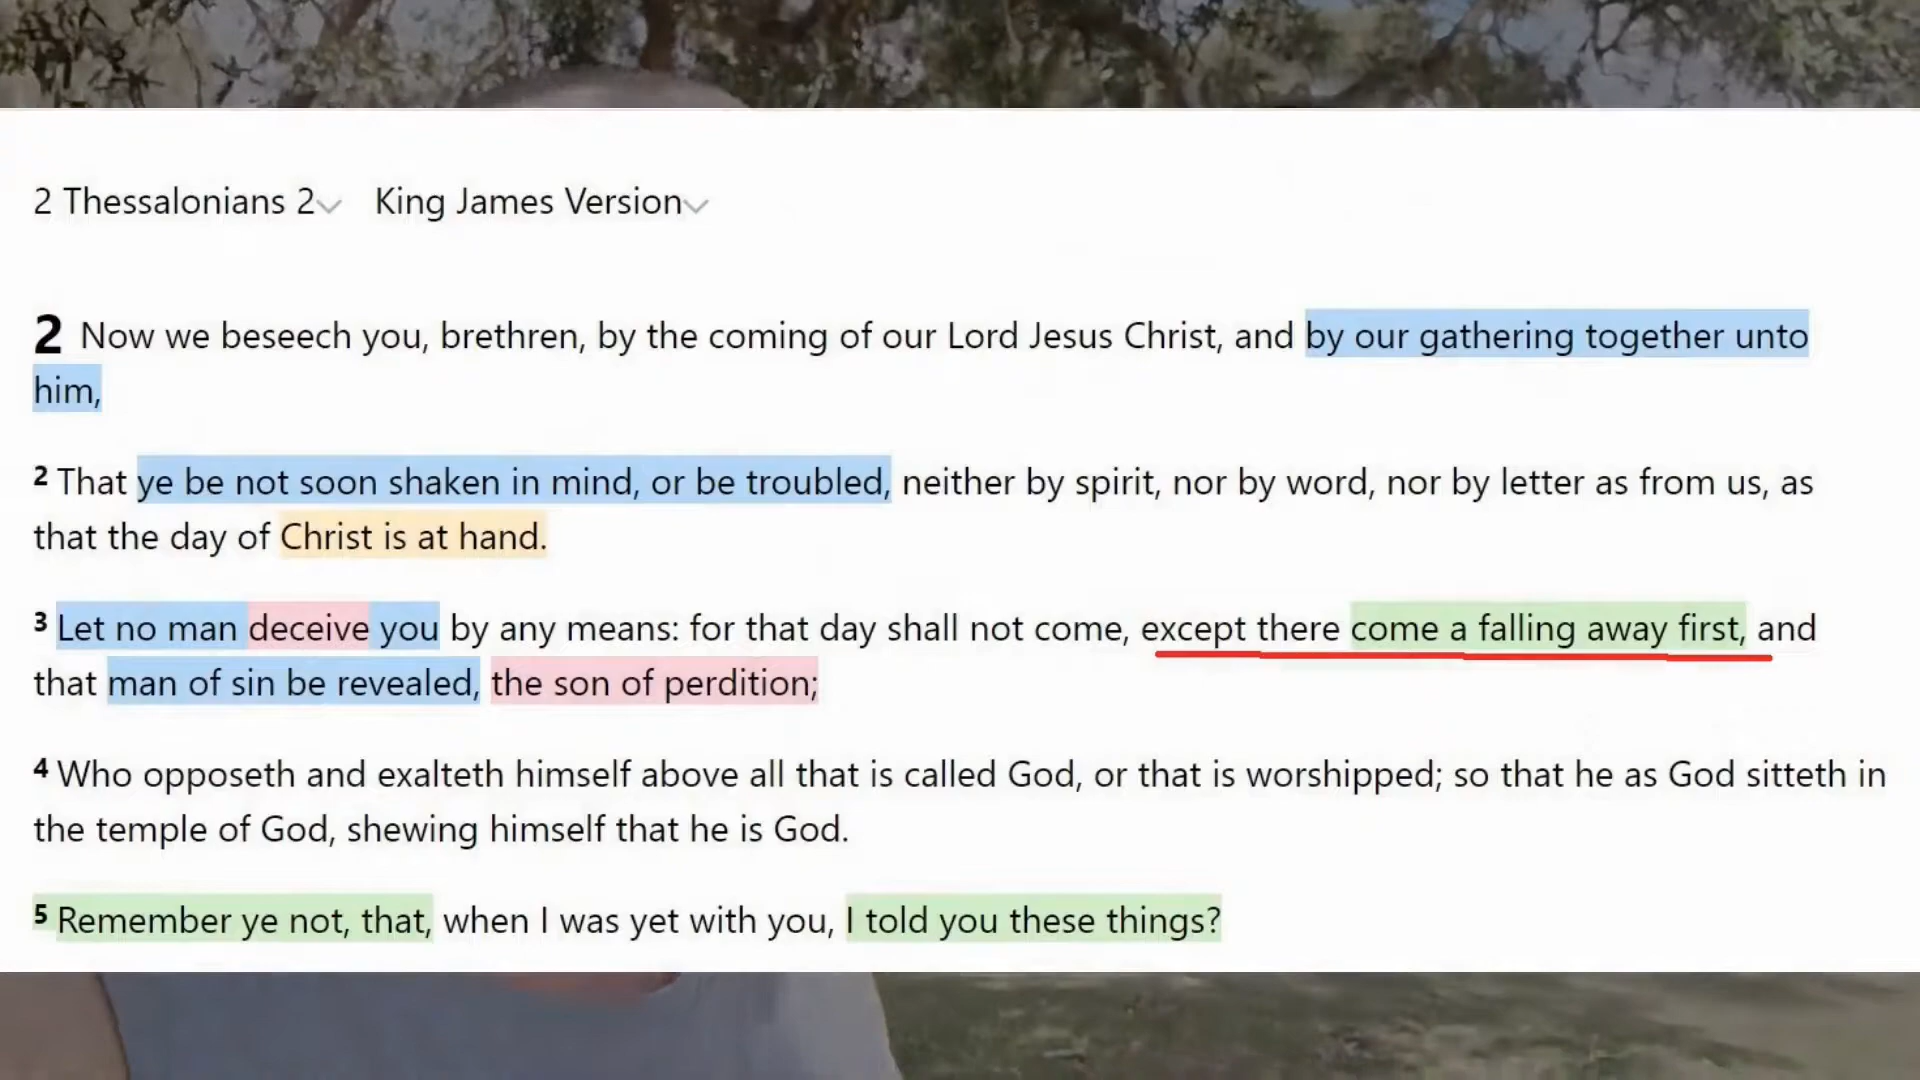 2 Thessalonians 2 King James Version
2 Now we beseech you, brethren, by the coming of our Lord Jesus Christ, and by our gathering together unto
him,
2 That ye be not soon shaken in mind, or be troubled, neither by spirit, nor by word, nor by letter as from us, as
that the day of Christ is at hand.
3 Let no man deceive you by any means: for that day shall not come, except there come a falling away first, and
that man of sin be revealed, the son of perdition;
4 Who opposeth and exalteth himself above all that is called God, or that is worshipped; so that he as God sitteth in
the temple of God, shewing himself that he is God.
5 Remember ye not, that, when I was yet with you, I told you these things?